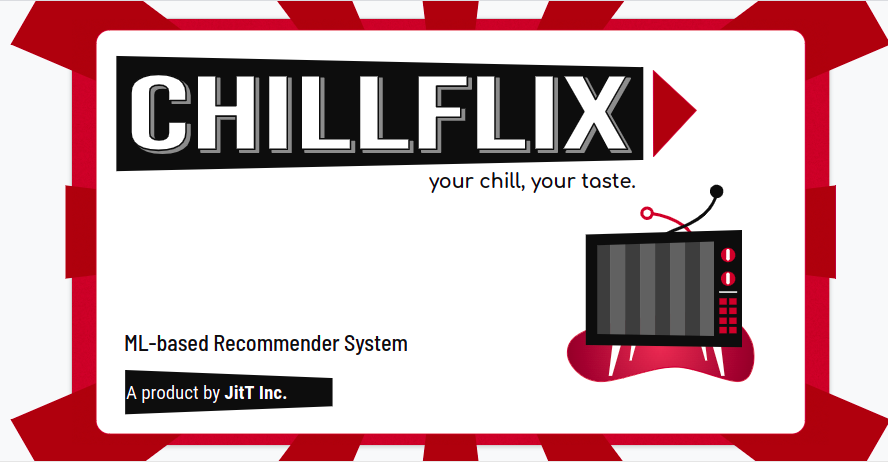 CHILLFLIX
your chill, your taste.
ML-based Recommender System
A product by JitT Inc.